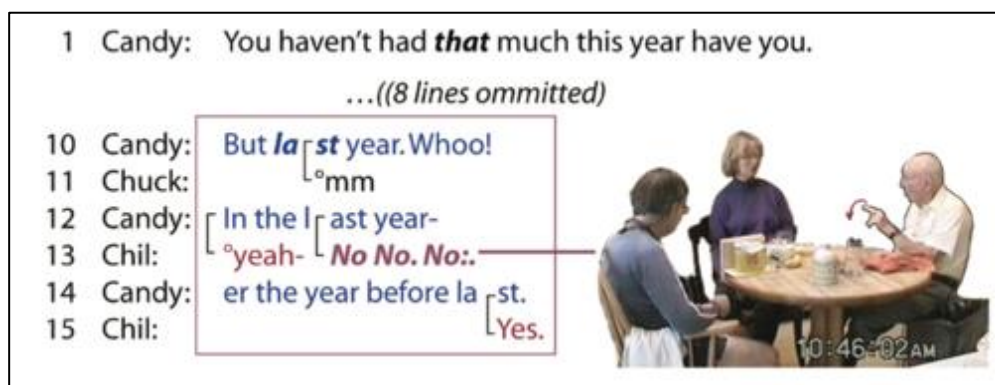 1 Candy: You haven't had that much this year have you.
...((8 lines ommitted)
10 Candy: But last year. Whoo!
11 Chuck: °mm
12 Candy: In the last year-
13 Chil: °yeah- No No. No:.
14 Candy: er the year before last.
15 Chil: Yes.
10:46:02AM